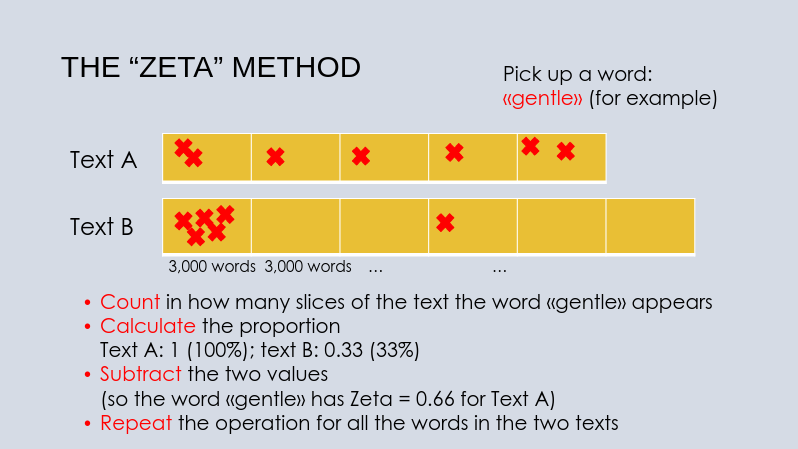 THE “ZETA” METHOD
Pick up a word:
«gentle» (for example)
Text A
Text B
3,000 words 3,000 words … …
• Count in how many slices of the text the word «gentle» appears
• Calculate the proportion
Text A: 1 (100%); text B: 0.33 (33%)
• Subtract the two values
(so the word «gentle» has Zeta = 0.66 for Text A)
• Repeat the operation for all the words in the two texts